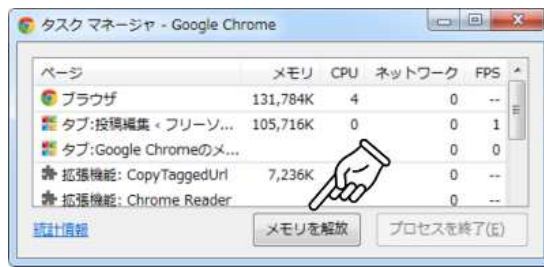 タスク マネージャ - Google Chrome
ページ メモリ CPU ネットワーク FPS
ブラウザ 131,784K 4 0 --
タブ:投稿編集 ‹ フリーソ... 105,716K 0 0 1
タブ:Google Chromeのメ... 0 0
拡張機能: CopyTaggedUrl 7,236K 0 --
拡張機能: Chrome Reader 0 --
統計情報 メモリを解放 プロセスを終了(E)